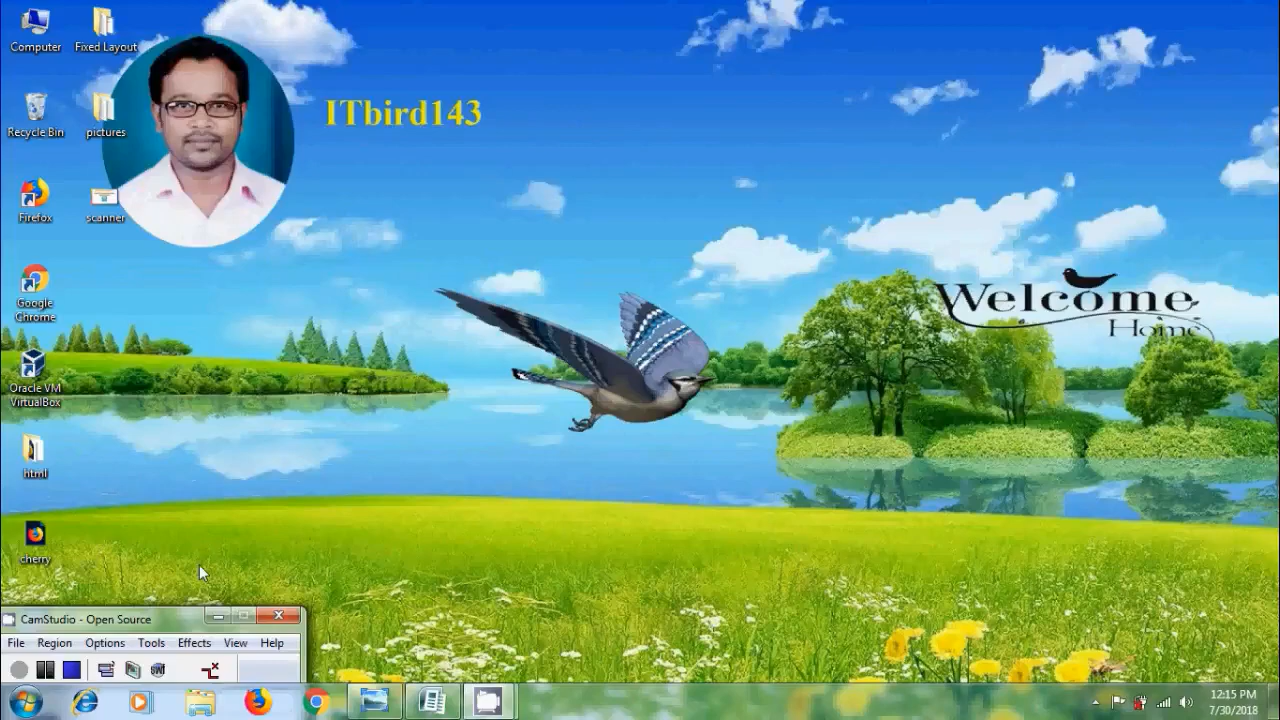 Computer
Fixed Layout
Recycle Bin
pictures
ITbird143
Firefox
scanner
Google
Chrome
Welcome
Home
Oracle VM
VirtualBox
html
cherry
CamStudio - Open Source
File Region Options Tools Effects View Help
12:15 PM
7/30/2018